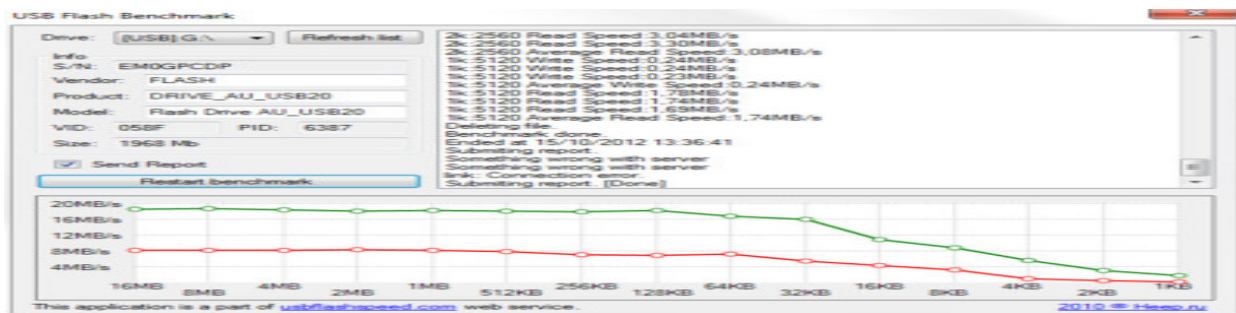 USB Flash Benchmark
Drive: [USB] G:\ Refresh list
Info
S/N: EM0GPCDP
Vendor: FLASH
Product: DRIVE_AU_USB20
Model: Flash Drive AU_USB20
VID: 058F PID: 6387
Size: 1968 Mb
Send Report
Restart benchmark
2k:2560 Read Speed:3,04MB/s
2k:2560 Read Speed:3,30MB/s
2k:2560 Average Read Speed:3,08MB/s
1k:5120 Write Speed:0,24MB/s
1k:5120 Write Speed:0,24MB/s
1k:5120 Write Speed:0,23MB/s
1k:5120 Average Write Speed:0,24MB/s
1k:5120 Read Speed:1,78MB/s
1k:5120 Read Speed:1,74MB/s
1k:5120 Read Speed:1,69MB/s
1k:5120 Average Read Speed:1,74MB/s
Deleting file.
Benchmark done.
Ended at 15/10/2012 13:36:41
Submiting report.
Something wrong with server
Something wrong with server
link: Connection error.
Submiting report. [Done]
20MB/s
16MB/s
12MB/s
8MB/s
4MB/s
16MB 8MB 4MB 2MB 1MB 512KB 256KB 128KB 64KB 32KB 16KB 8KB 4KB 2KB 1KB
This application is a part of usbflashspeed.com web service. 2010 © Heep.ru